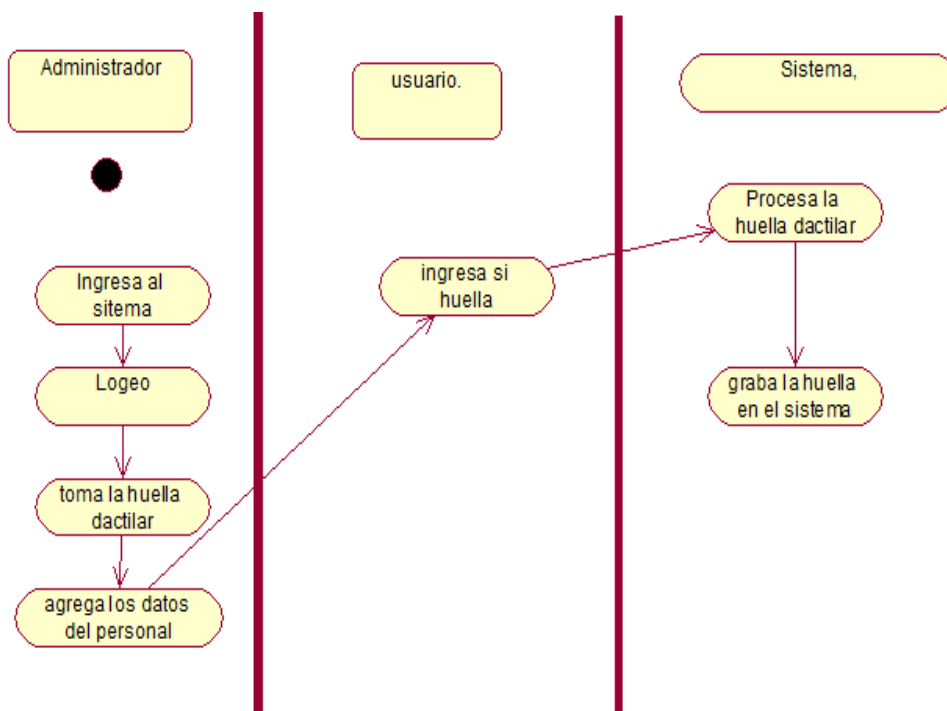 Administrador
usuario.
Sistema,
Ingresa al
sitema
Logeo
toma la huella
dactilar
agrega los datos
del personal
ingresa si
huella
Procesa la
huella dactilar
graba la huella
en el sistema